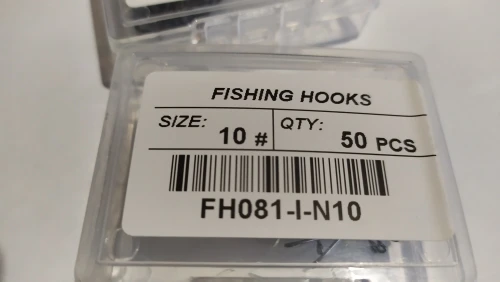 FISHING HOOKS
SIZE: 10 # QTY: 50 PCS
FH081-I-N10